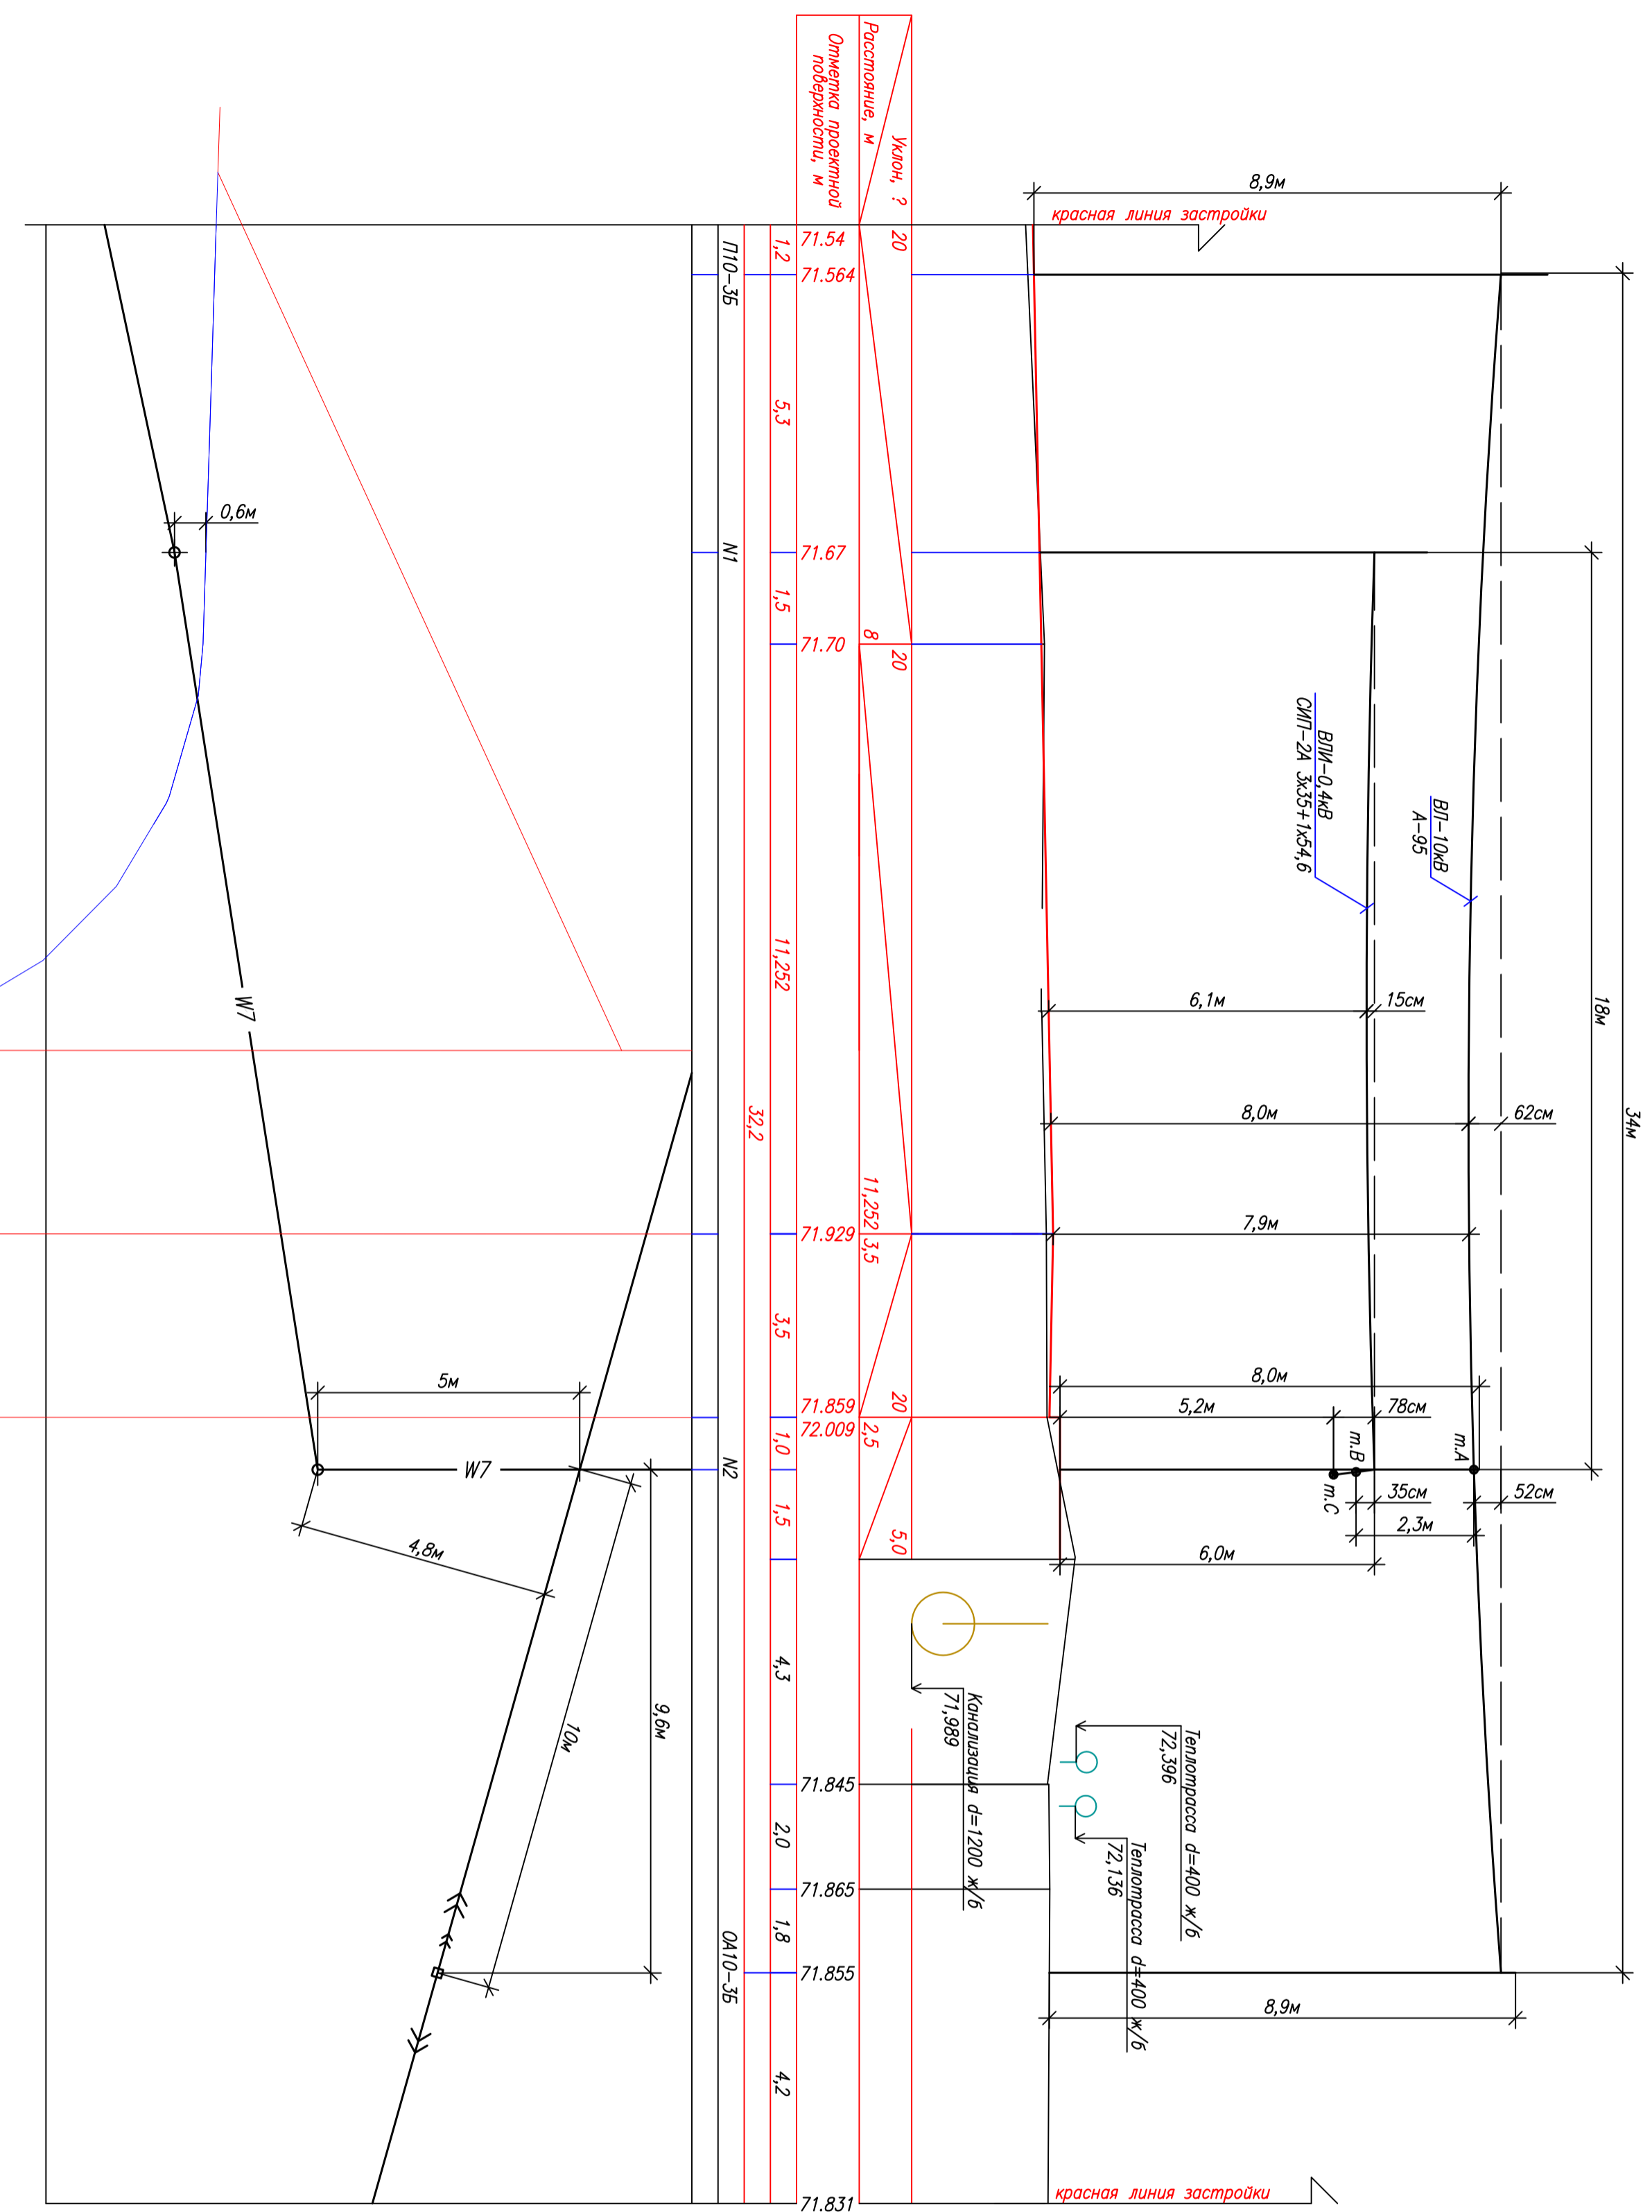 8,9м
красная линия застройки
34м
18м
ВЛ-10кВ
А-95
ВЛИ-0,4кВ
СИП-2А 3х35+1х54,6
6,1м
15см
8,0м
62см
7,9м
8,0м
5,2м
78см
т.А
т.В
т.С
35см
52см
2,3м
6,0м
Теплотрасса d=400 ж/б
72,396
Теплотрасса d=400 ж/б
72,136
Канализация d=1200 ж/б
71,989
8,9м
красная линия застройки
Уклон, ?
Расстояние, м
20
8
20
11,252
3,5
20
2,5
5,0
Отметка проектной
поверхности, м
71.54
71.564
71.67
71.70
71.929
71.859
72.009
71.845
71.865
71.855
71.831
1,2
5,3
1,5
11,252
3,5
1,0
1,5
4,3
2,0
1,8
4,2
32,2
П10-3Б
N1
N2
ОА10-3Б
0,6м
W7
5м
W7
4,8м
10м
9,6м